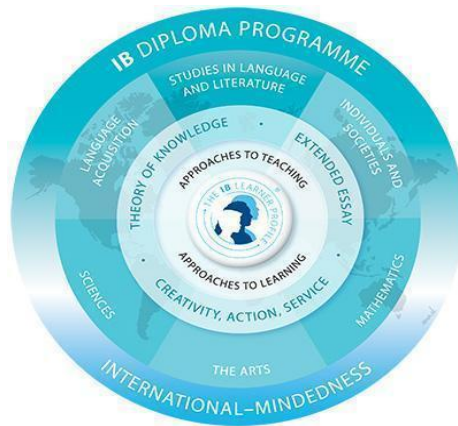 IB DIPLOMA PROGRAMME
STUDIES IN LANGUAGE
AND LITERATURE
LANGUAGE
ACQUISITION
INDIVIDUALS AND
SOCIETIES
THEORY OF KNOWLEDGE
EXTENDED ESSAY
APPROACHES TO TEACHING
THE IB LEARNER PROFILE
APPROACHES TO LEARNING
CREATIVITY, ACTION, SERVICE
SCIENCES
MATHEMATICS
THE ARTS
INTERNATIONAL–MINDEDNESS